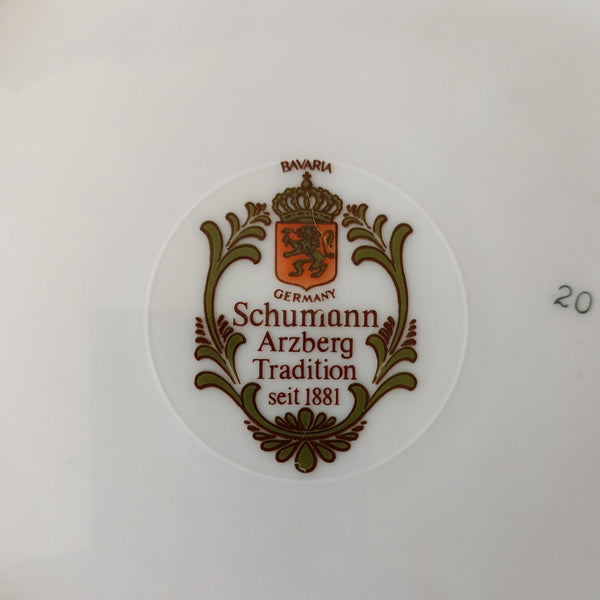 BAVARIA
GERMANY
Schumann
Arzberg
Tradition
seit 1881
20